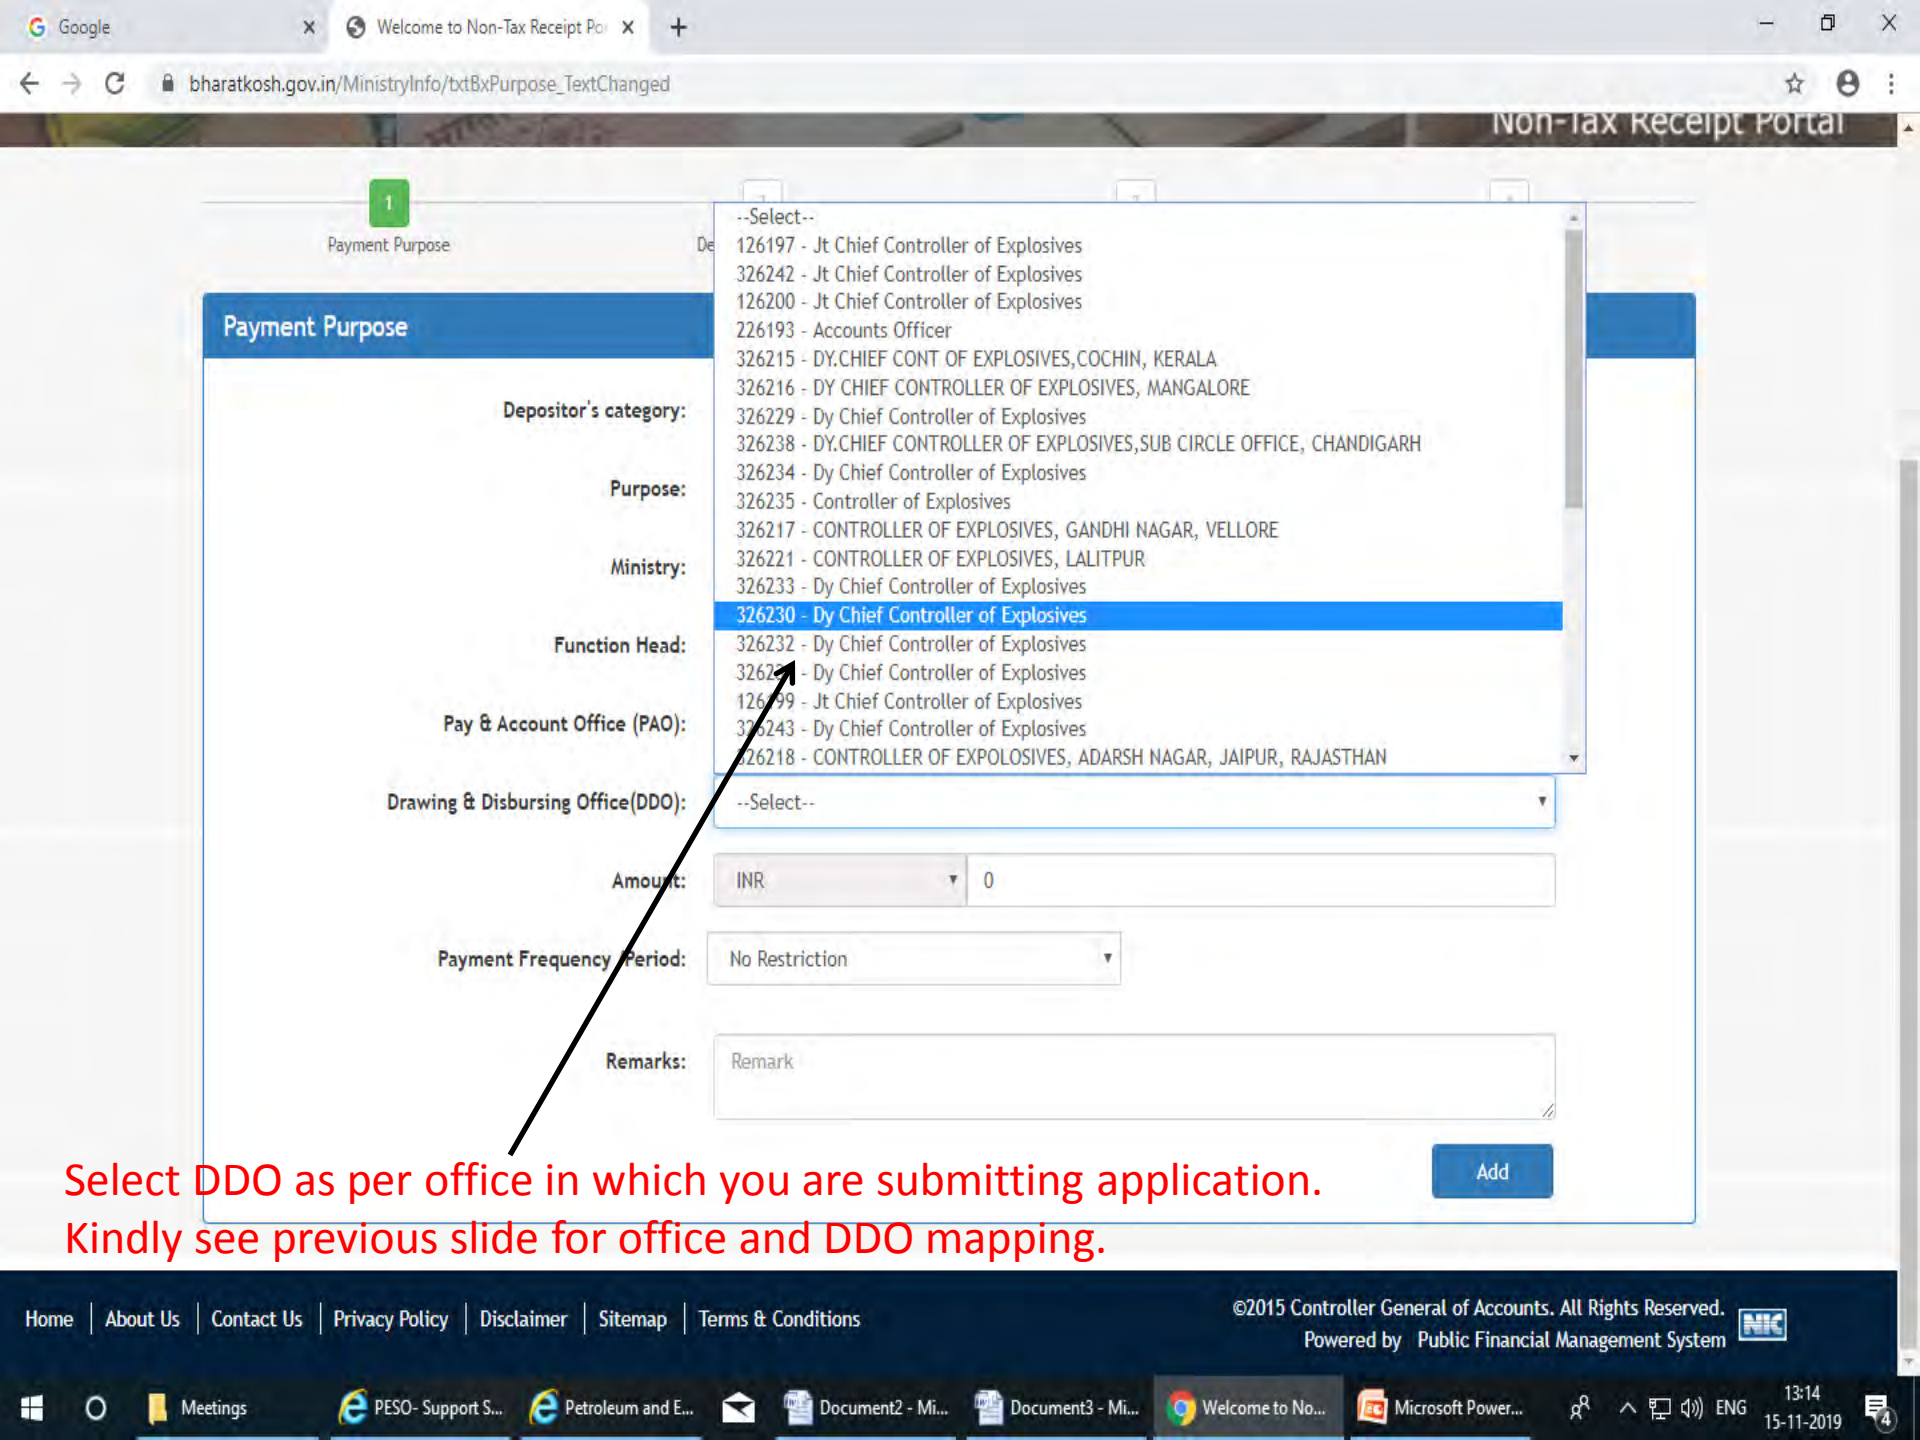 Google
Welcome to Non-Tax Receipt Po
bharatkosh.gov.in/MinistryInfo/txtBxPurpose_TextChanged
Non-Tax Receipt Portal
1
Payment Purpose
De
Payment Purpose
--Select--
126197 - Jt Chief Controller of Explosives
326242 - Jt Chief Controller of Explosives
126200 - Jt Chief Controller of Explosives
226193 - Accounts Officer
326215 - DY.CHIEF CONT OF EXPLOSIVES,COCHIN, KERALA
326216 - DY CHIEF CONTROLLER OF EXPLOSIVES, MANGALORE
326229 - Dy Chief Controller of Explosives
326238 - DY.CHIEF CONTROLLER OF EXPLOSIVES,SUB CIRCLE OFFICE, CHANDIGARH
326234 - Dy Chief Controller of Explosives
326235 - Controller of Explosives
326217 - CONTROLLER OF EXPLOSIVES, GANDHI NAGAR, VELLORE
326221 - CONTROLLER OF EXPLOSIVES, LALITPUR
326233 - Dy Chief Controller of Explosives
326230 - Dy Chief Controller of Explosives
326232 - Dy Chief Controller of Explosives
- Dy Chief Controller of Explosives
126199 - Jt Chief Controller of Explosives
326243 - Dy Chief Controller of Explosives
326218 - CONTROLLER OF EXPOLOSIVES, ADARSH NAGAR, JAIPUR, RAJASTHAN
Depositor's category:
Purpose:
Ministry:
Function Head:
Pay & Account Office (PAO):
Drawing & Disbursing Office(DDO): --Select--
Amount: INR 0
Payment Frequency /Period: No Restriction
Remarks: Remark
Add
Select DDO as per office in which you are submitting application.
Kindly see previous slide for office and DDO mapping.
Home | About Us | Contact Us | Privacy Policy | Disclaimer | Sitemap | Terms & Conditions
©2015 Controller General of Accounts. All Rights Reserved.
Powered by Public Financial Management System
NIC
Meetings
PESO- Support S...
Petroleum and E...
Document2 - Mi...
Document3 - Mi...
Welcome to No...
Microsoft Power...
ENG
13:14
15-11-2019
4